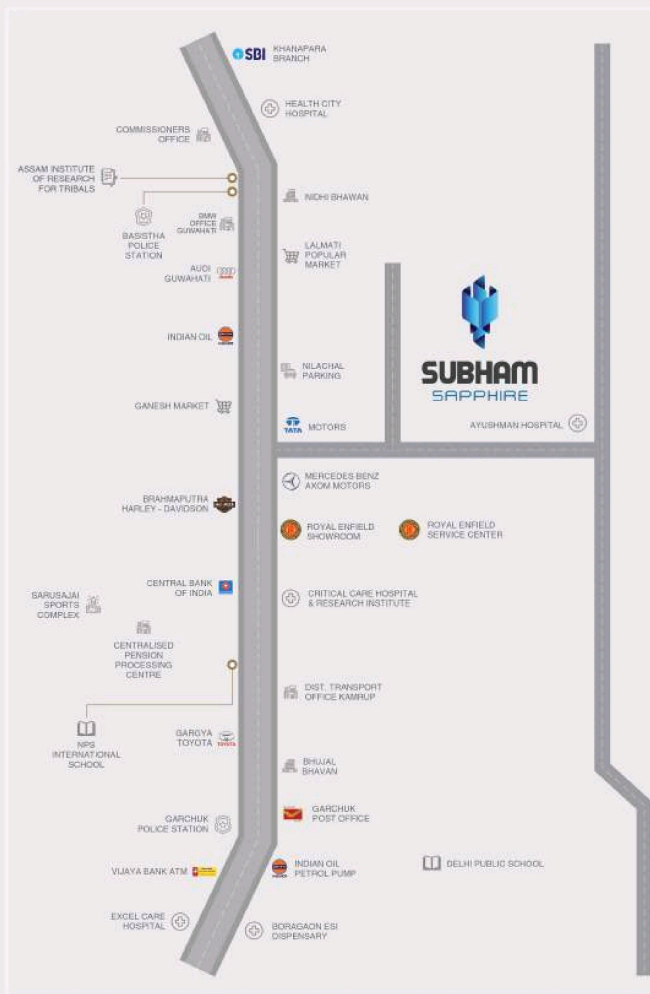 SBI
KHANAPARA
BRANCH
HEALTH CITY
HOSPITAL
COMMISSIONERS
OFFICE
ASSAM INSTITUTE
OF RESEARCH
FOR TRIBALS
NIDHI BHAWAN
BASISTHA
POLICE
STATION
BMW
OFFICE
GUWAHATI
LALMATI
POPULAR
MARKET
AUDI
GUWAHATI
INDIAN OIL
NILACHAL
PARKING
SUBHAM
SAPPHIRE
GANESH MARKET
TATA
MOTORS
AYUSHMAN HOSPITAL
MERCEDES BENZ
AXOM MOTORS
BRAHMAPUTRA
HARLEY - DAVIDSON
ROYAL ENFIELD
SHOWROOM
ROYAL ENFIELD
SERVICE CENTER
CENTRAL BANK
OF INDIA
CRITICAL CARE HOSPITAL
& RESEARCH INSTITUTE
SARUSAJAI
SPORTS
COMPLEX
CENTRALISED
PENSION
PROCESSING
CENTRE
DIST. TRANSPORT
OFFICE KAMRUP
NPS
INTERNATIONAL
SCHOOL
GARGYA
TOYOTA
TOYOTA
BHUJAL
BHAVAN
GARCHUK
POLICE STATION
GARCHUK
POST OFFICE
VIJAYA BANK ATM
INDIAN OIL
PETROL PUMP
DELHI PUBLIC SCHOOL
EXCEL CARE
HOSPITAL
BORAGAON ESI
DISPENSARY